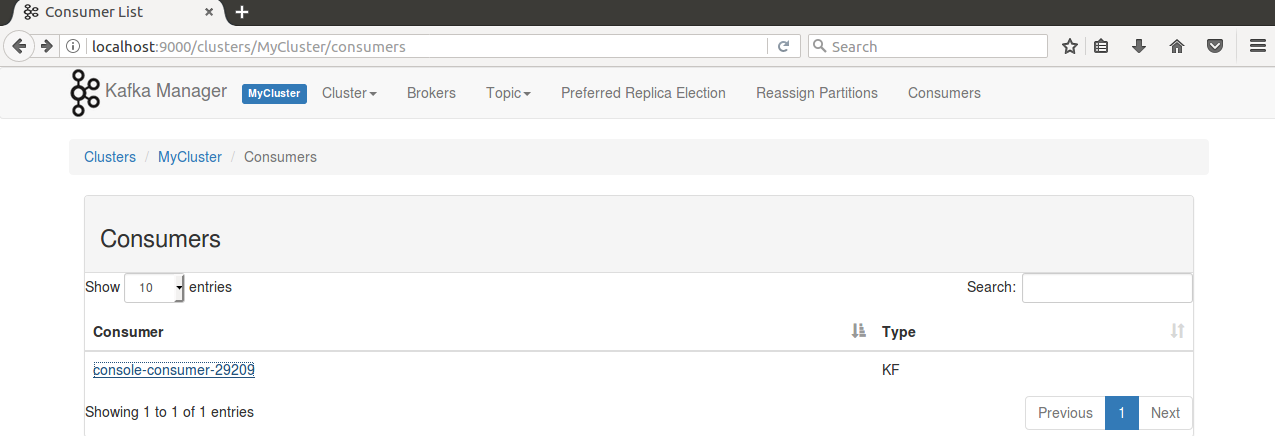 Consumer List
localhost:9000/clusters/MyCluster/consumers
Search
Kafka Manager MyCluster Cluster Brokers Topic Preferred Replica Election Reassign Partitions Consumers
Clusters / MyCluster / Consumers
Consumers
Show 10 entries Search:
Consumer Type
console-consumer-29209 KF
Showing 1 to 1 of 1 entries Previous 1 Next